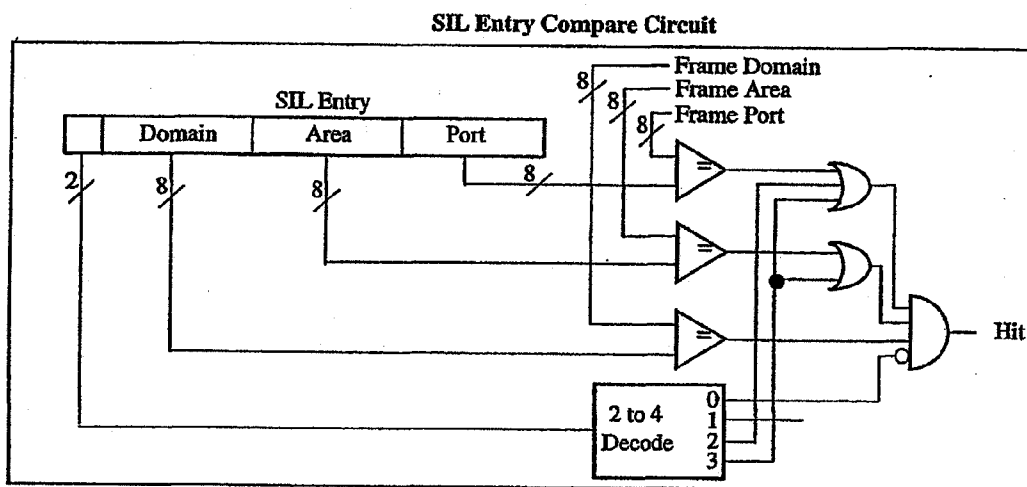 SIL Entry Compare Circuit
Frame Domain
8
Frame Area
8
Frame Port
8
SIL Entry
Domain Area Port
2
8
8
8
=
=
=
Hit
2 to 4
Decode
0
1
2
3